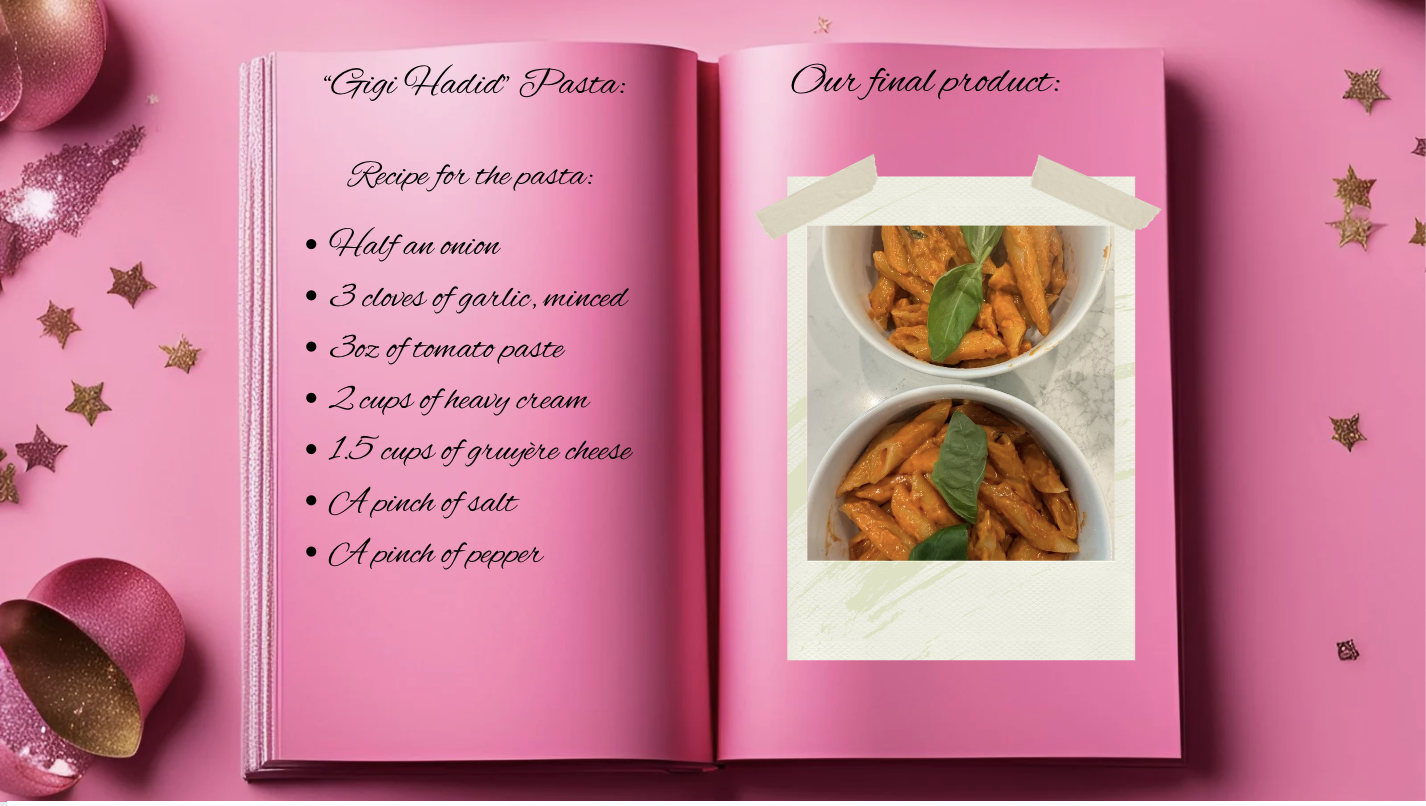 “Gigi Hadid” Pasta:
Recipe for the pasta:
• Half an onion
• 3 cloves of garlic, minced
• 3oz of tomato paste
• 2 cups of heavy cream
• 1.5 cups of gruyère cheese
• A pinch of salt
• A pinch of pepper
Our final product: